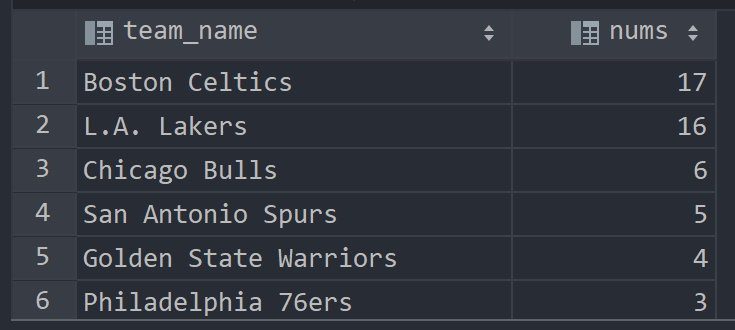 team_name nums
1 Boston Celtics 17
2 L.A. Lakers 16
3 Chicago Bulls 6
4 San Antonio Spurs 5
5 Golden State Warriors 4
6 Philadelphia 76ers 3